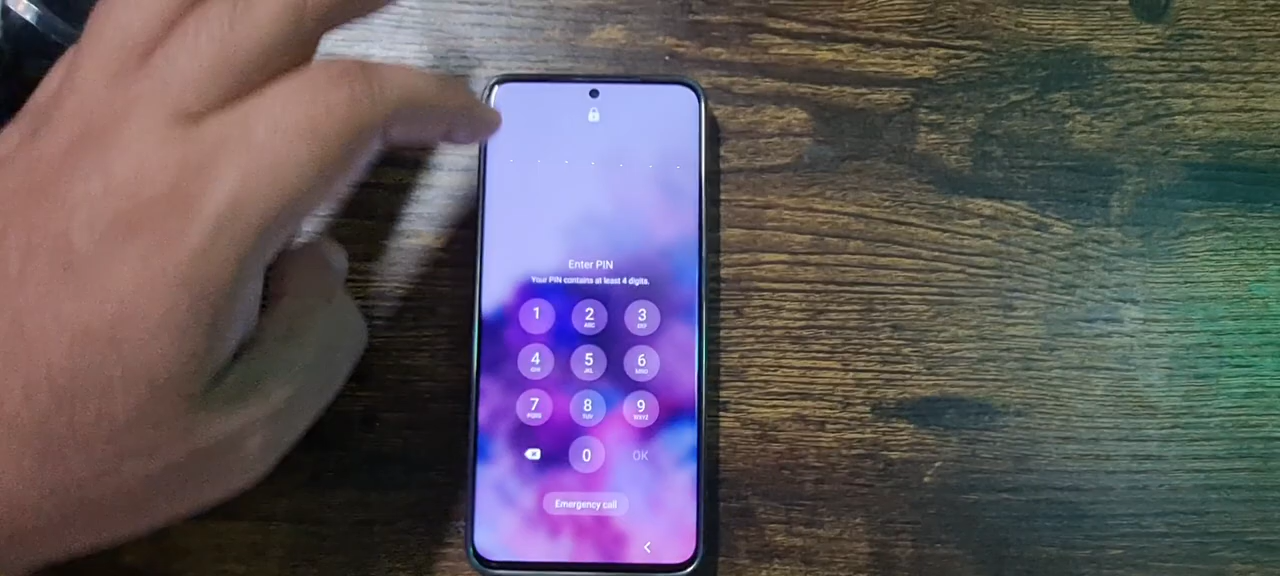 Enter PIN
Your PIN contains at least 4 digits.
1 2 3
ABC DEF
4 5 6
GHI JKL MNO
7 8 9
PQRS TUV WXYZ
0 OK
Emergency call